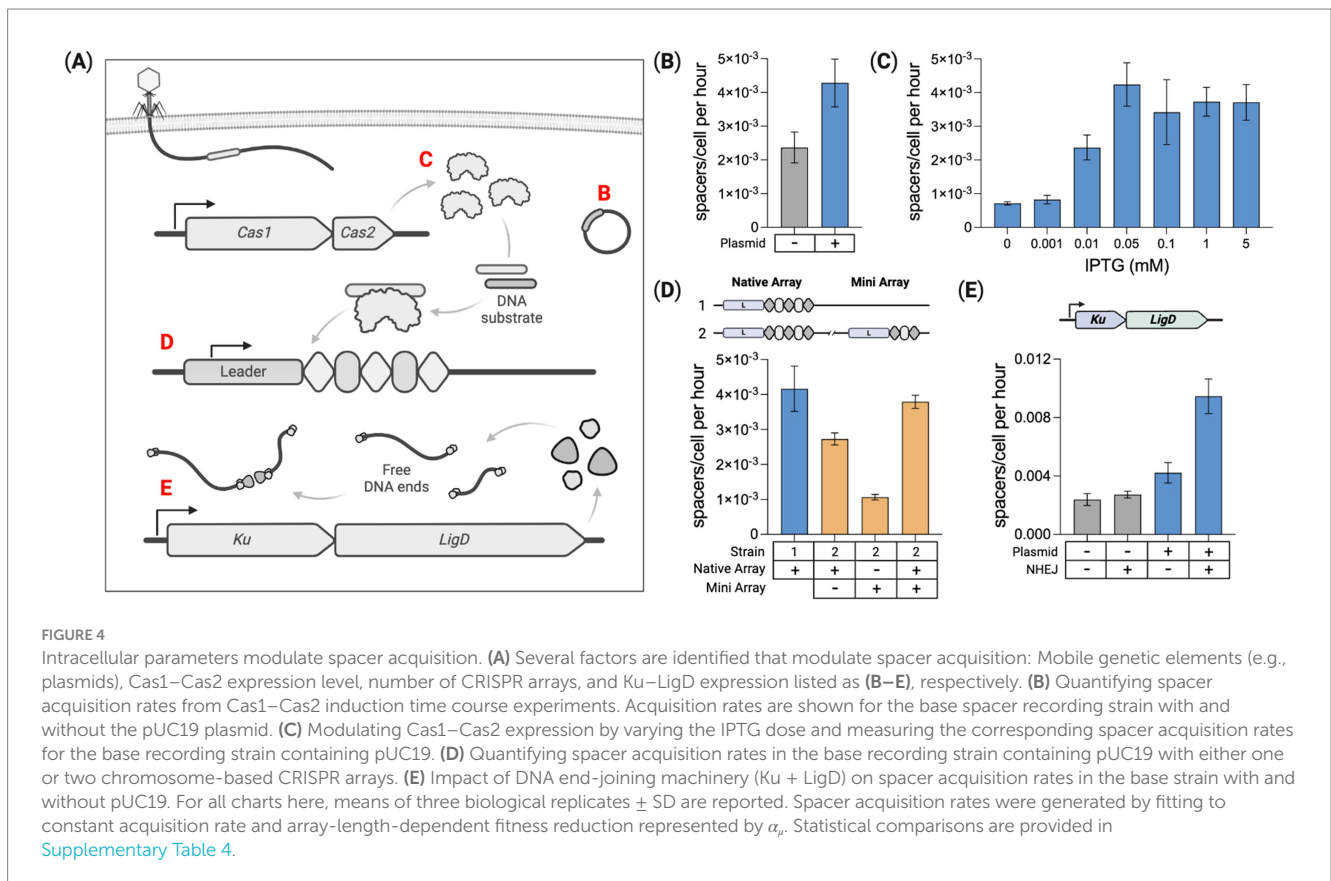 (A)
C
B
Cas1
Cas2
DNA
substrate
D
Leader
Free
DNA ends
E
Ku
LigD
(B)
spacers/cell per hour
5×10⁻³
4×10⁻³
3×10⁻³
2×10⁻³
1×10⁻³
Plasmid - +
(C)
spacers/cell per hour
5×10⁻³
4×10⁻³
3×10⁻³
2×10⁻³
1×10⁻³
0
0 0.001 0.01 0.05 0.1 1 5
IPTG (mM)
(D)
Native Array Mini Array
1 L
2 L L
spacers/cell per hour
5×10⁻³
4×10⁻³
3×10⁻³
2×10⁻³
1×10⁻³
0
Strain 1 2 2 2
Native Array + + - +
Mini Array - + +
(E)
Ku LigD
spacers/cell per hour
0.012
0.008
0.004
0.000
Plasmid - - + +
NHEJ - + - +
FIGURE 4
Intracellular parameters modulate spacer acquisition. (A) Several factors are identified that modulate spacer acquisition: Mobile genetic elements (e.g.,
plasmids), Cas1–Cas2 expression level, number of CRISPR arrays, and Ku–LigD expression listed as (B–E), respectively. (B) Quantifying spacer
acquisition rates from Cas1–Cas2 induction time course experiments. Acquisition rates are shown for the base spacer recording strain with and
without the pUC19 plasmid. (C) Modulating Cas1–Cas2 expression by varying the IPTG dose and measuring the corresponding spacer acquisition rates
for the base recording strain containing pUC19. (D) Quantifying spacer acquisition rates in the base recording strain containing pUC19 with either one
or two chromosome-based CRISPR arrays. (E) Impact of DNA end-joining machinery (Ku + LigD) on spacer acquisition rates in the base strain with and
without pUC19. For all charts here, means of three biological replicates ± SD are reported. Spacer acquisition rates were generated by fitting to
constant acquisition rate and array-length-dependent fitness reduction represented by αμ. Statistical comparisons are provided in
Supplementary Table 4.